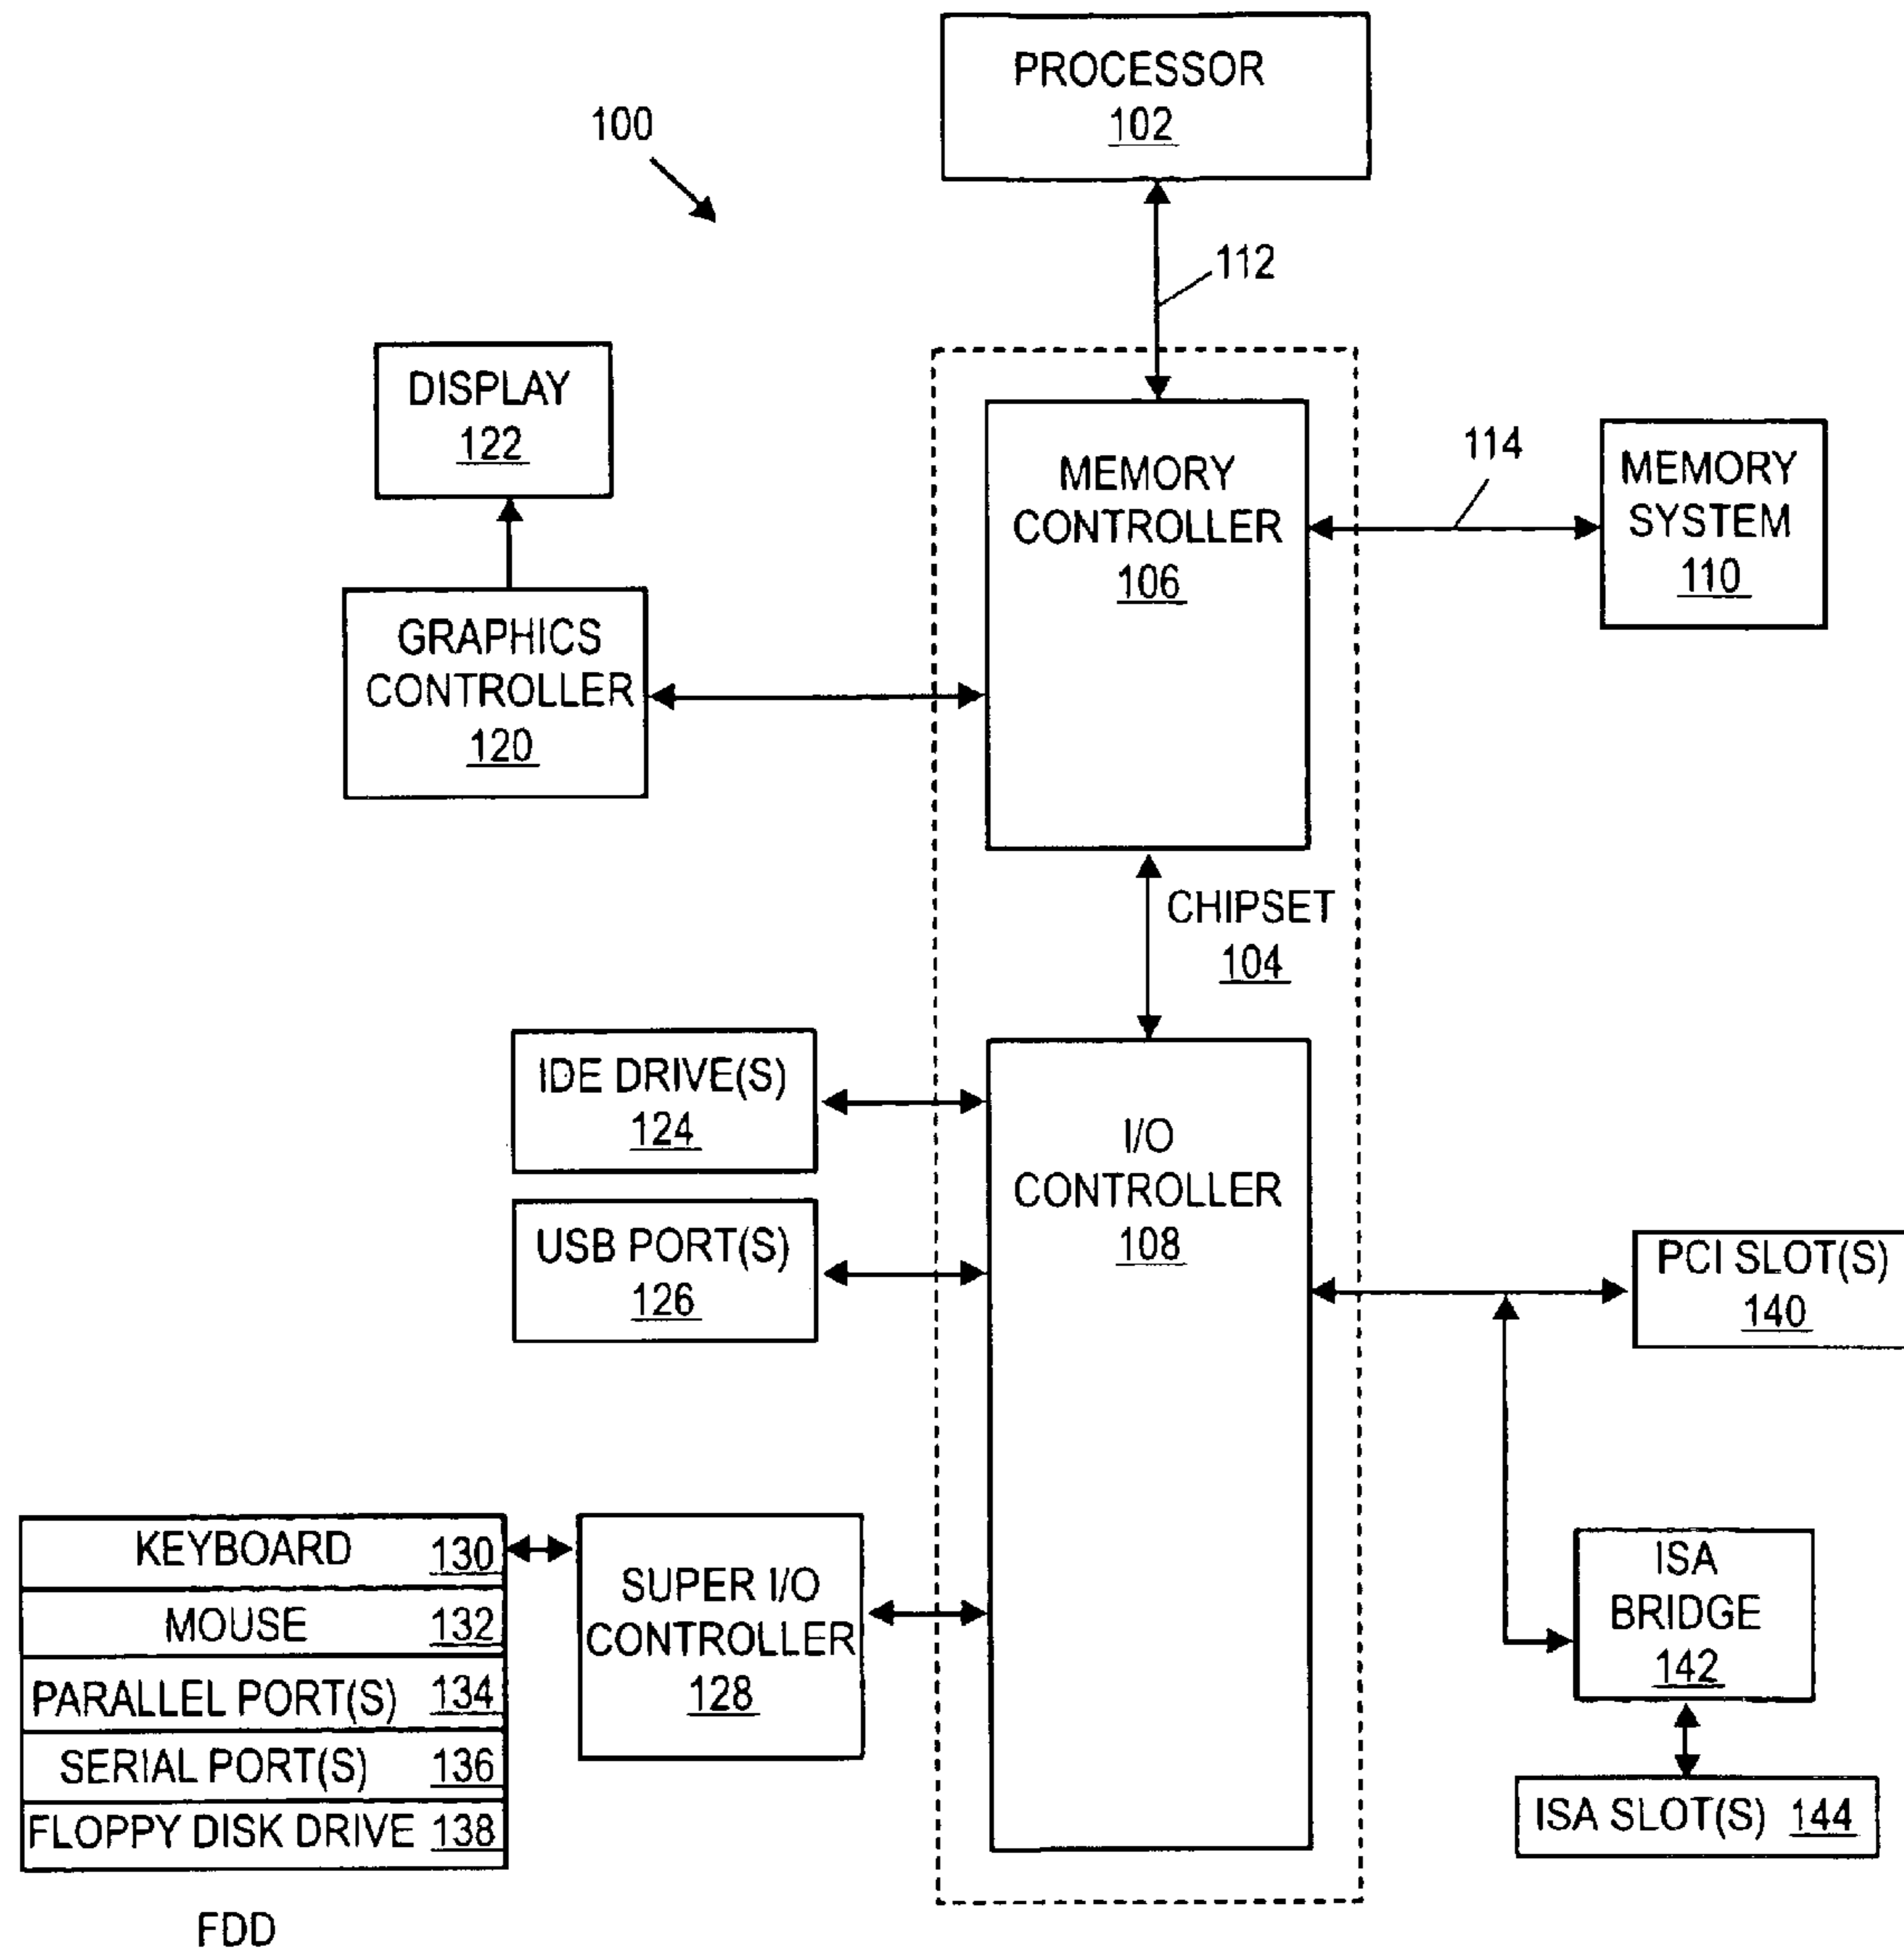 PROCESSOR
102
100
112
DISPLAY
122
MEMORY
CONTROLLER
106
114
MEMORY
SYSTEM
110
GRAPHICS
CONTROLLER
120
CHIPSET
104
IDE DRIVE(S)
124
I/O
CONTROLLER
108
USB PORT(S)
126
PCI SLOT(S)
140
KEYBOARD 130
MOUSE 132
PARALLEL PORT(S) 134
SERIAL PORT(S) 136
FLOPPY DISK DRIVE 138
SUPER I/O
CONTROLLER
128
ISA
BRIDGE
142
ISA SLOT(S) 144
FDD